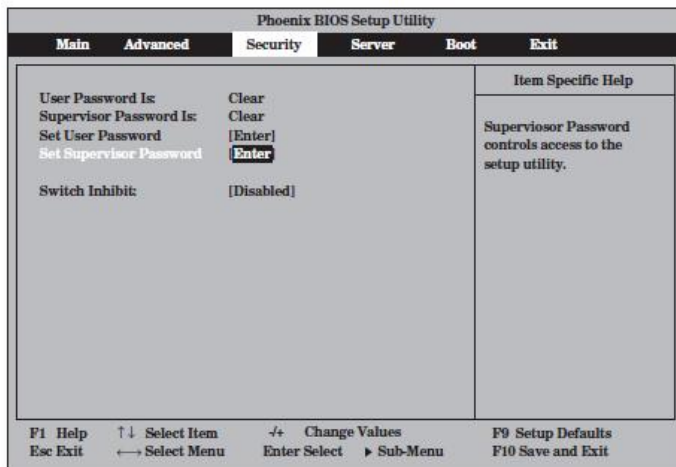 Phoenix BIOS Setup Utility
Main Advanced Security Server Boot Exit
User Password Is: Clear
Supervisor Password Is: Clear
Set User Password [Enter]
Set Supervisor Password [Enter]
Switch Inhibit: [Disabled]
Item Specific Help
Superviosor Password
controls access to the
setup utility.
F1 Help ↑↓ Select Item -/+ Change Values F9 Setup Defaults
Esc Exit ←→ Select Menu Enter Select ▶ Sub-Menu F10 Save and Exit